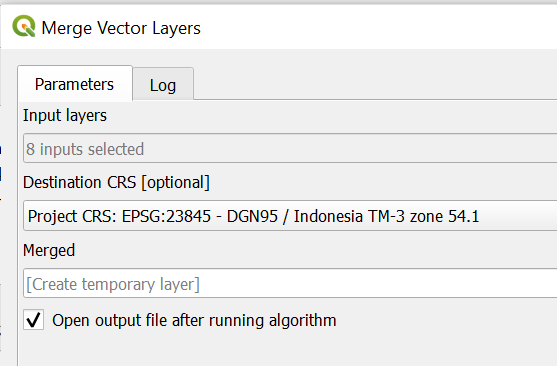 Merge Vector Layers
Parameters Log
Input layers
8 inputs selected
Destination CRS [optional]
Project CRS: EPSG:23845 - DGN95 / Indonesia TM-3 zone 54.1
Merged
[Create temporary layer]
Open output file after running algorithm